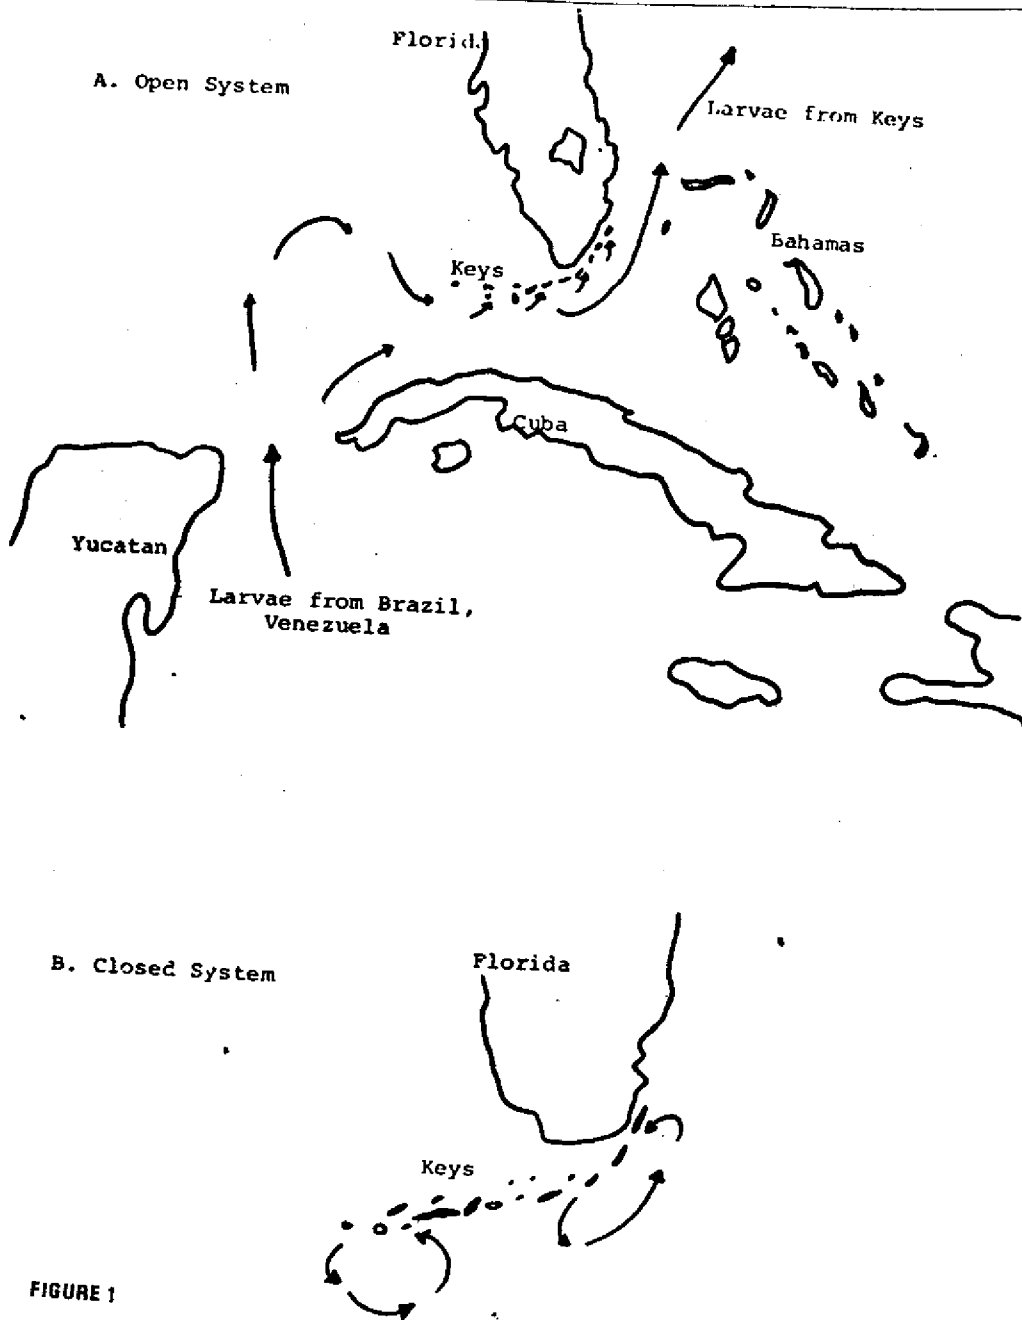 Florida
A. Open System
Larvae from Keys
Bahamas
Keys
Cuba
Yucatan
Larvae from Brazil,
Venezuela
B. Closed System
Florida
Keys
FIGURE 1